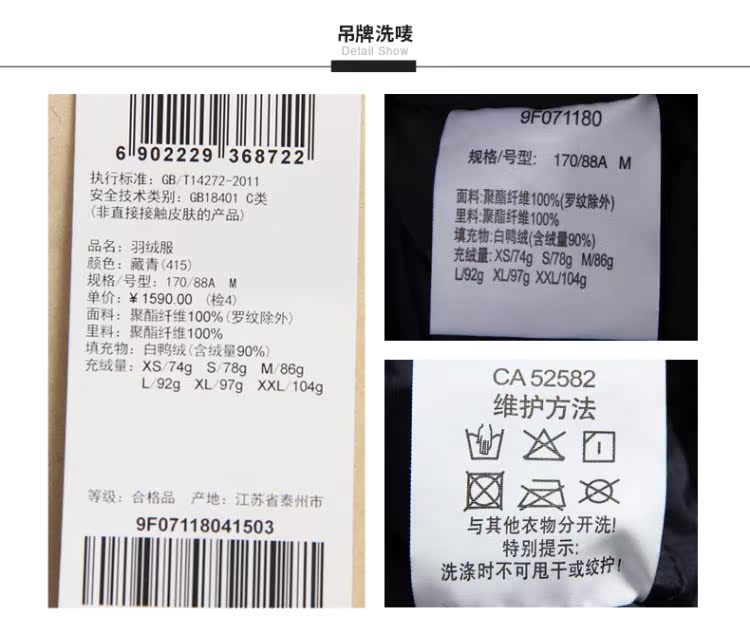 吊牌洗唛
Detail Show
6 902229 368722
执行标准：GB/T14272-2011
安全技术类别：GB18401 C类
(非直接接触皮肤的产品)
品名：羽绒服
颜色：藏青(415)
规格/号型：170/88A M
单价：￥1590.00 (检4)
面料：聚酯纤维100%(罗纹除外)
里料：聚酯纤维100%
填充物：白鸭绒(含绒量90%)
充绒量：XS/74g S/78g M/86g
L/92g XL/97g XXL/104g
等级：合格品 产地：江苏省泰州市
9F07118041503
9F071180
规格/号型: 170/88A M
面料:聚酯纤维100%(罗纹除外)
里料:聚酯纤维100%
填充物:白鸭绒(含绒量90%)
充绒量: XS/74g S/78g M/86g
L/92g XL/97g XXL/104g
CA 52582
维护方法
与其他衣物分开洗!
特别提示:
洗涤时不可甩干或绞拧!